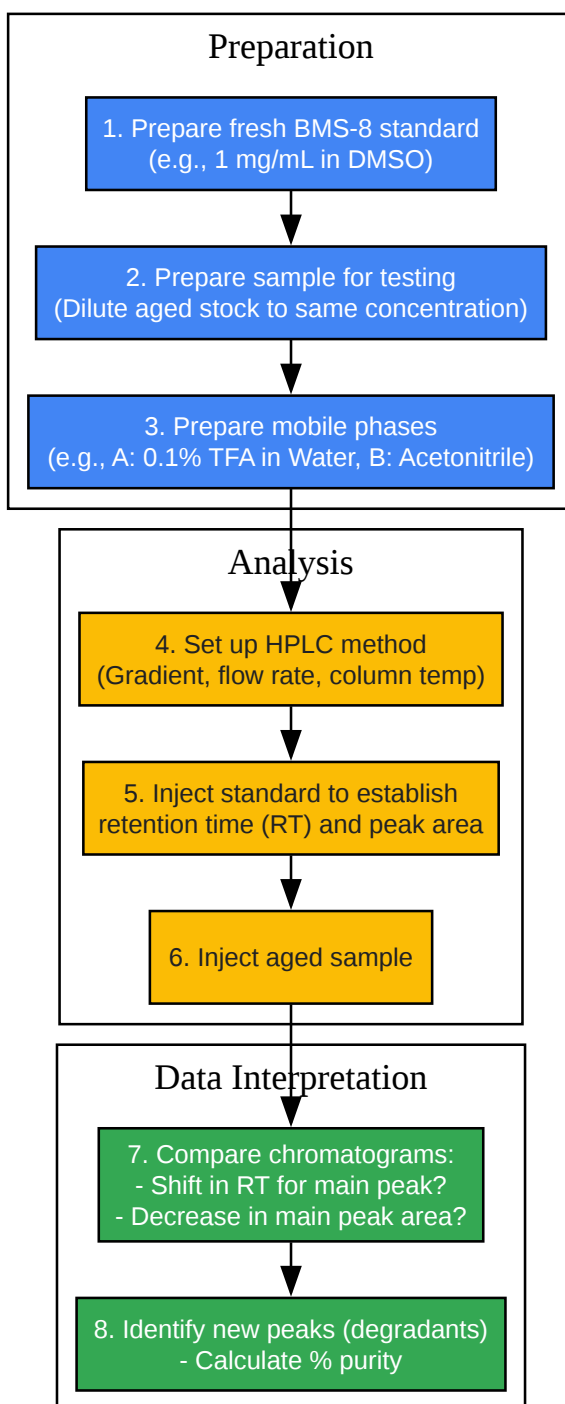 Preparation
1. Prepare fresh BMS-8 standard
(e.g., 1 mg/mL in DMSO)
2. Prepare sample for testing
(Dilute aged stock to same concentration)
3. Prepare mobile phases
(e.g., A: 0.1% TFA in Water, B: Acetonitrile)
Analysis
4. Set up HPLC method
(Gradient, flow rate, column temp)
5. Inject standard to establish
retention time (RT) and peak area
6. Inject aged sample
Data Interpretation
7. Compare chromatograms:
- Shift in RT for main peak?
- Decrease in main peak area?
8. Identify new peaks (degradants)
- Calculate % purity